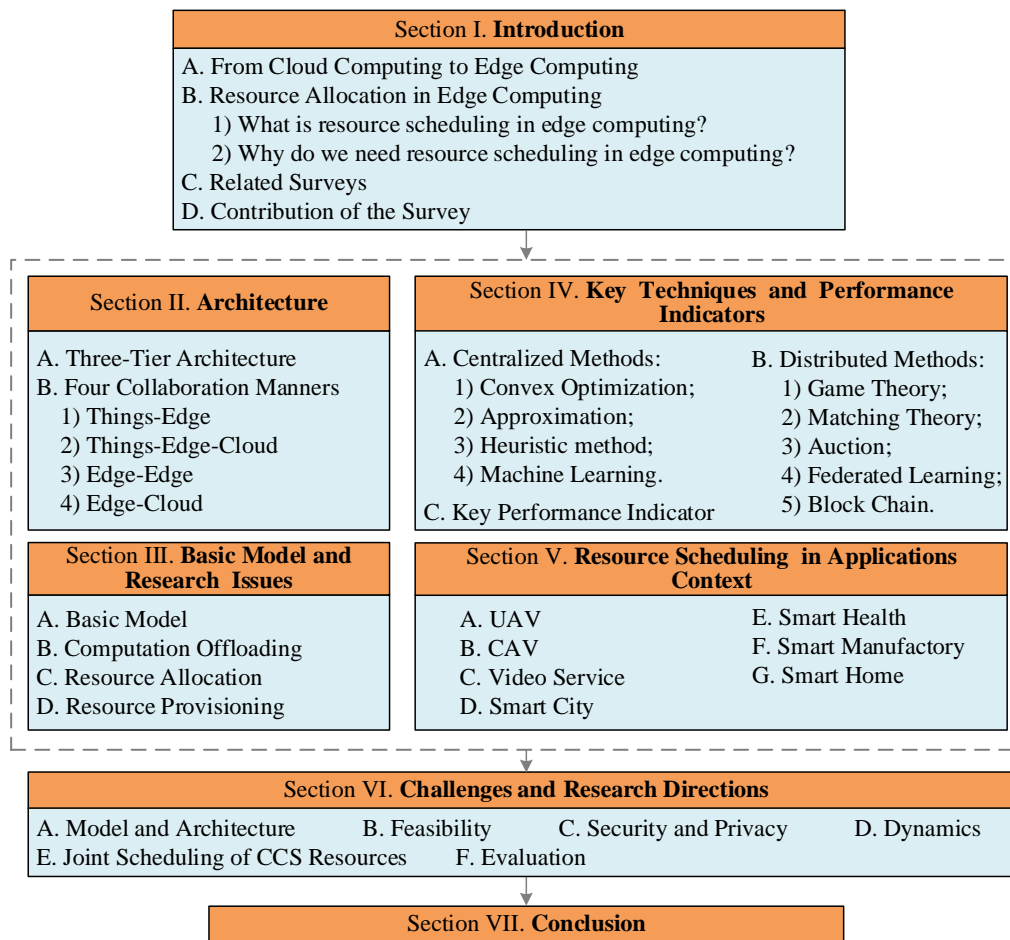 Section I. Introduction
A. From Cloud Computing to Edge Computing
B. Resource Allocation in Edge Computing
1) What is resource scheduling in edge computing?
2) Why do we need resource scheduling in edge computing?
C. Related Surveys
D. Contribution of the Survey
Section II. Architecture
A. Three-Tier Architecture
B. Four Collaboration Manners
1) Things-Edge
2) Things-Edge-Cloud
3) Edge-Edge
4) Edge-Cloud
Section III. Basic Model and
Research Issues
A. Basic Model
B. Computation Offloading
C. Resource Allocation
D. Resource Provisioning
Section IV. Key Techniques and Performance
Indicators
A. Centralized Methods:
1) Convex Optimization;
2) Approximation;
3) Heuristic method;
4) Machine Learning.
C. Key Performance Indicator
B. Distributed Methods:
1) Game Theory;
2) Matching Theory;
3) Auction;
4) Federated Learning;
5) Block Chain.
Section V. Resource Scheduling in Applications
Context
A. UAV
B. CAV
C. Video Service
D. Smart City
E. Smart Health
F. Smart Manufactory
G. Smart Home
Section VI. Challenges and Research Directions
A. Model and Architecture B. Feasibility C. Security and Privacy D. Dynamics
E. Joint Scheduling of CCS Resources F. Evaluation
Section VII. Conclusion